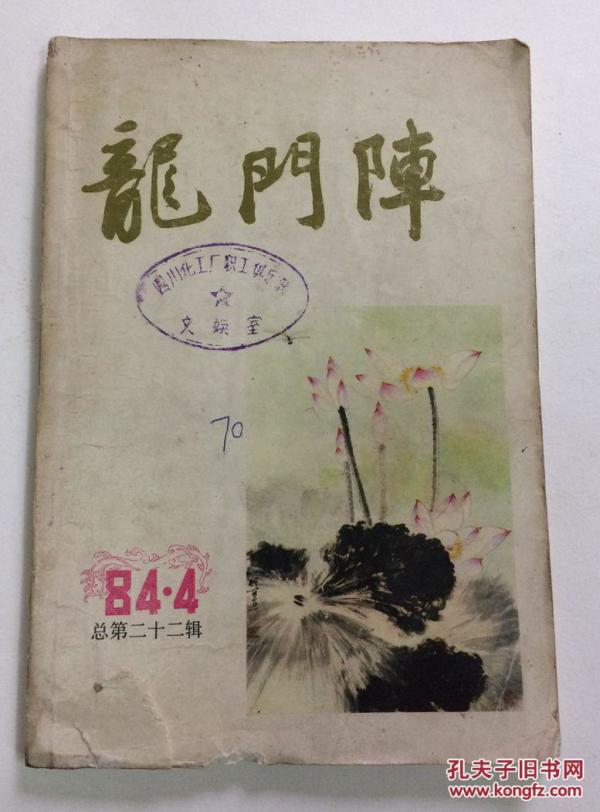 龍門陣
四川化工厂职工俱乐部
文娱室
70
84·4
总第二十二辑
孔夫子旧书网
www.kongfz.com